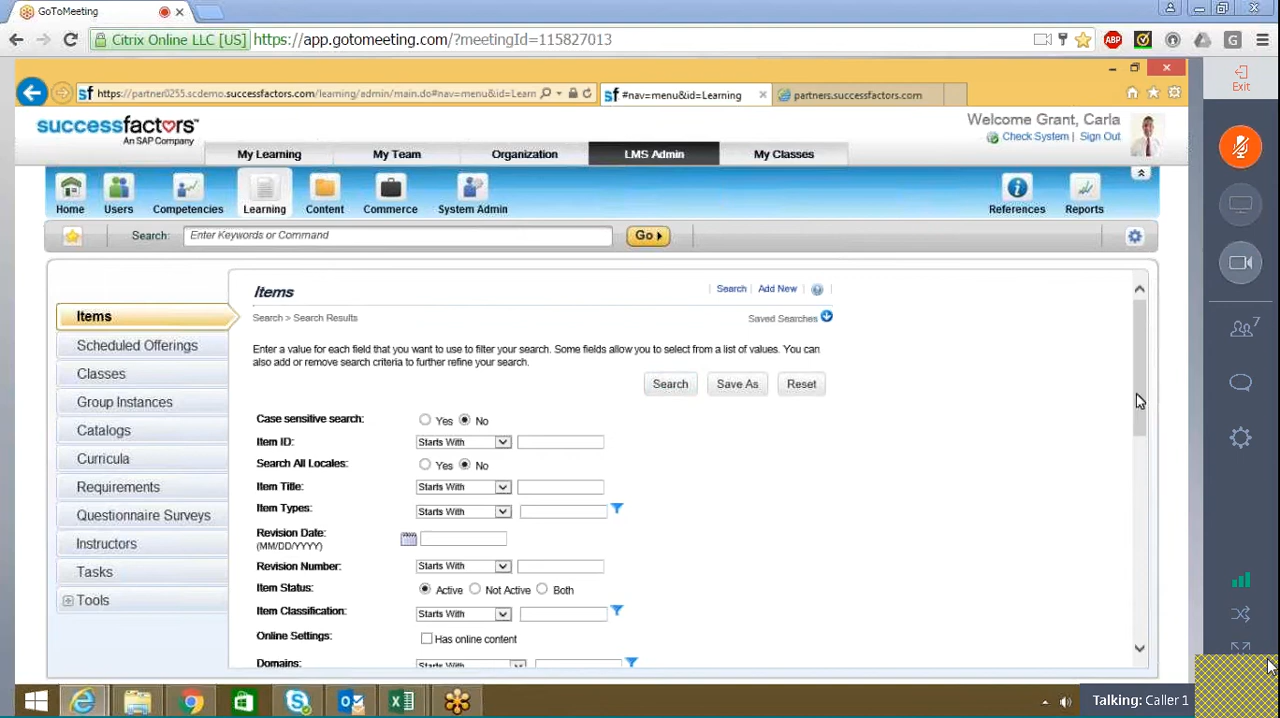 GoToMeeting
Citrix Online LLC [US] https://app.gotomeeting.com/?meetingId=115827013
ABP
G
sf https://partner0255.scdemo.successfactors.com/learning/admin/main.do#nav=menu&id=Learn
sf #nav=menu&id=Learning
partners.successfactors.com
Exit
successfactors™
An SAP Company
Welcome Grant, Carla
Check System | Sign Out
My Learning My Team Organization LMS Admin My Classes
Home Users Competencies Learning Content Commerce System Admin References Reports
Search: Enter Keywords or Command Go
Items
Scheduled Offerings
Classes
Group Instances
Catalogs
Curricula
Requirements
Questionnaire Surveys
Instructors
Tasks
Tools
Items
| Search | Add New | |
Search > Search Results
Saved Searches
Enter a value for each field that you want to use to filter your search. Some fields allow you to select from a list of values. You can
also add or remove search criteria to further refine your search.
Search Save As Reset
Case sensitive search: Yes No
Item ID: Starts With
Search All Locales: Yes No
Item Title: Starts With
Item Types: Starts With
Revision Date:
(MM/DD/YYYY)
Revision Number: Starts With
Item Status: Active Not Active Both
Item Classification: Starts With
Online Settings: Has online content
Domains: Starts With
7
Talking: Caller 1